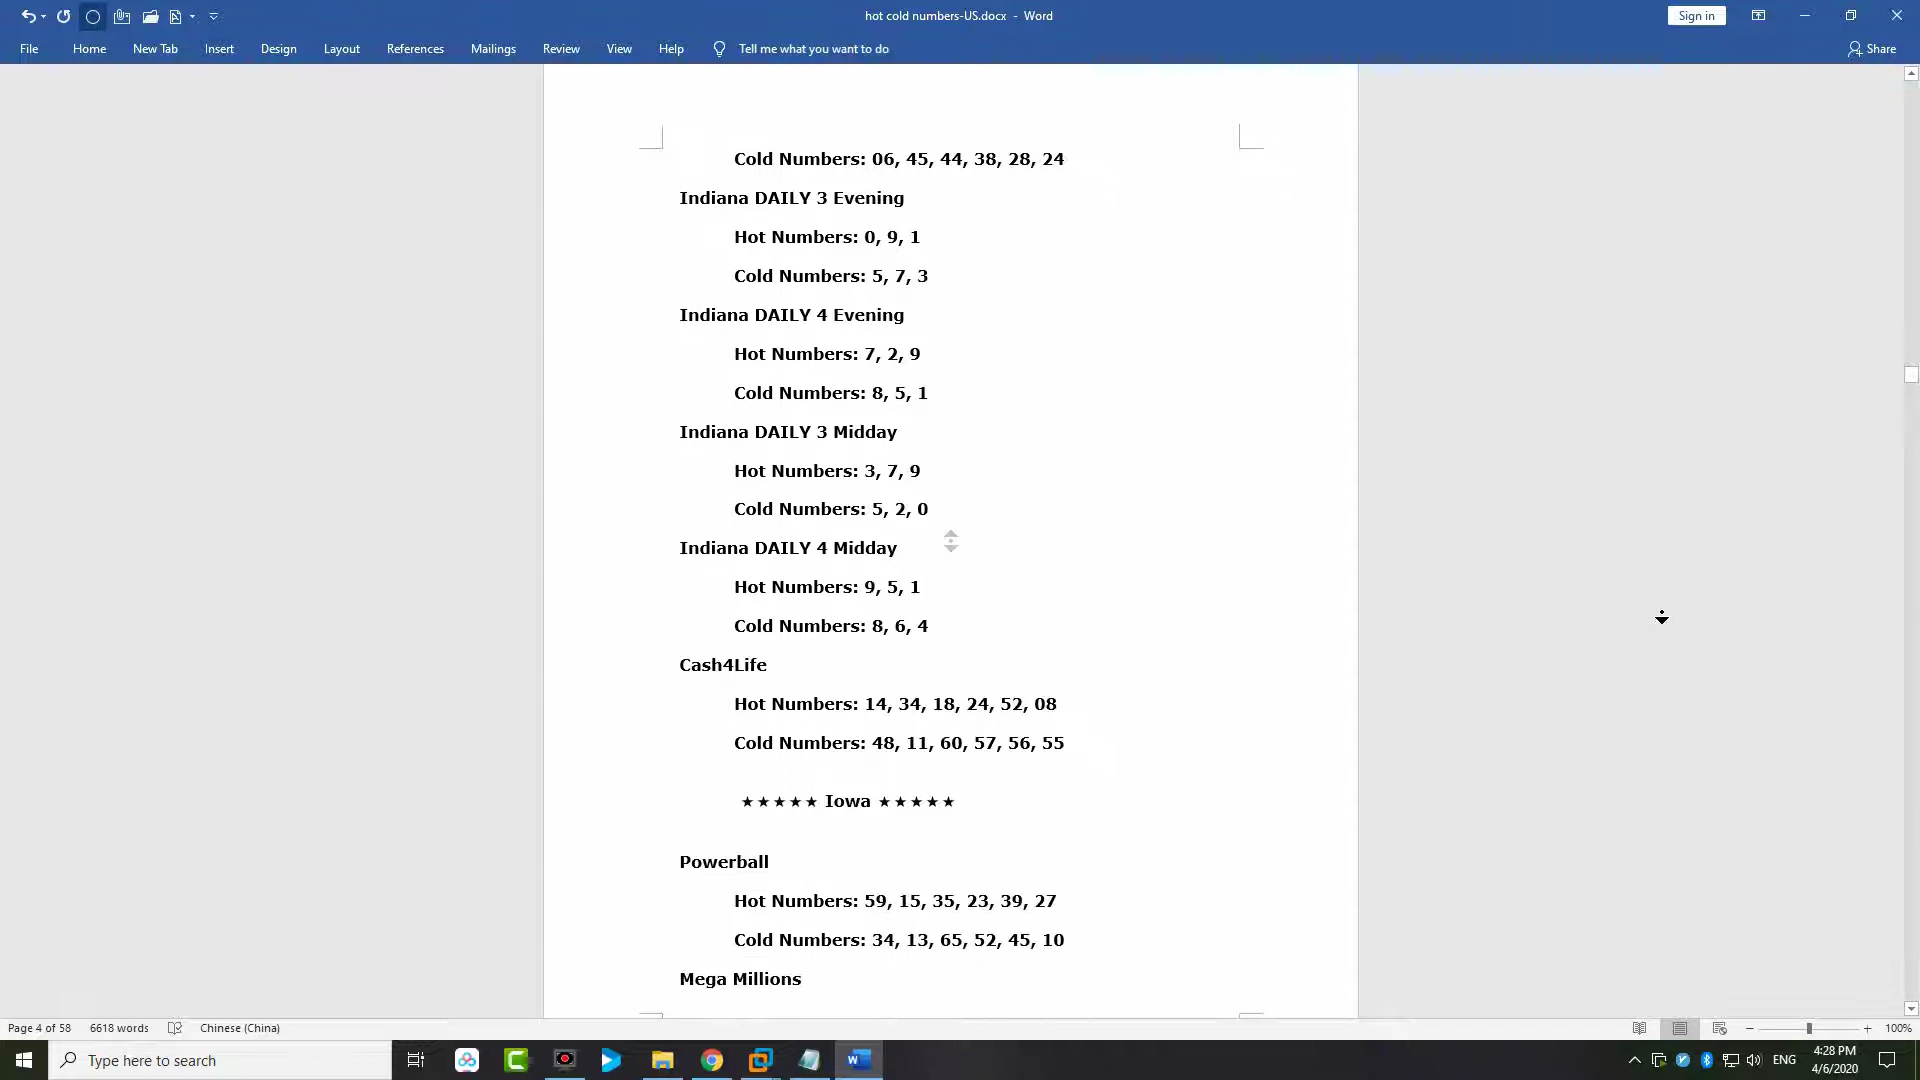 hot cold numbers-US.docx - Word
Sign in
File Home New Tab Insert Design Layout References Mailings Review View Help Tell me what you want to do Share
Cold Numbers: 06, 45, 44, 38, 28, 24
Indiana DAILY 3 Evening
Hot Numbers: 0, 9, 1
Cold Numbers: 5, 7, 3
Indiana DAILY 4 Evening
Hot Numbers: 7, 2, 9
Cold Numbers: 8, 5, 1
Indiana DAILY 3 Midday
Hot Numbers: 3, 7, 9
Cold Numbers: 5, 2, 0
Indiana DAILY 4 Midday
Hot Numbers: 9, 5, 1
Cold Numbers: 8, 6, 4
Cash4Life
Hot Numbers: 14, 34, 18, 24, 52, 08
Cold Numbers: 48, 11, 60, 57, 56, 55
★★★★★ Iowa ★★★★★
Powerball
Hot Numbers: 59, 15, 35, 23, 39, 27
Cold Numbers: 34, 13, 65, 52, 45, 10
Mega Millions
Page 4 of 58 6618 words Chinese (China) 100%
Type here to search
ENG
4:28 PM
4/6/2020